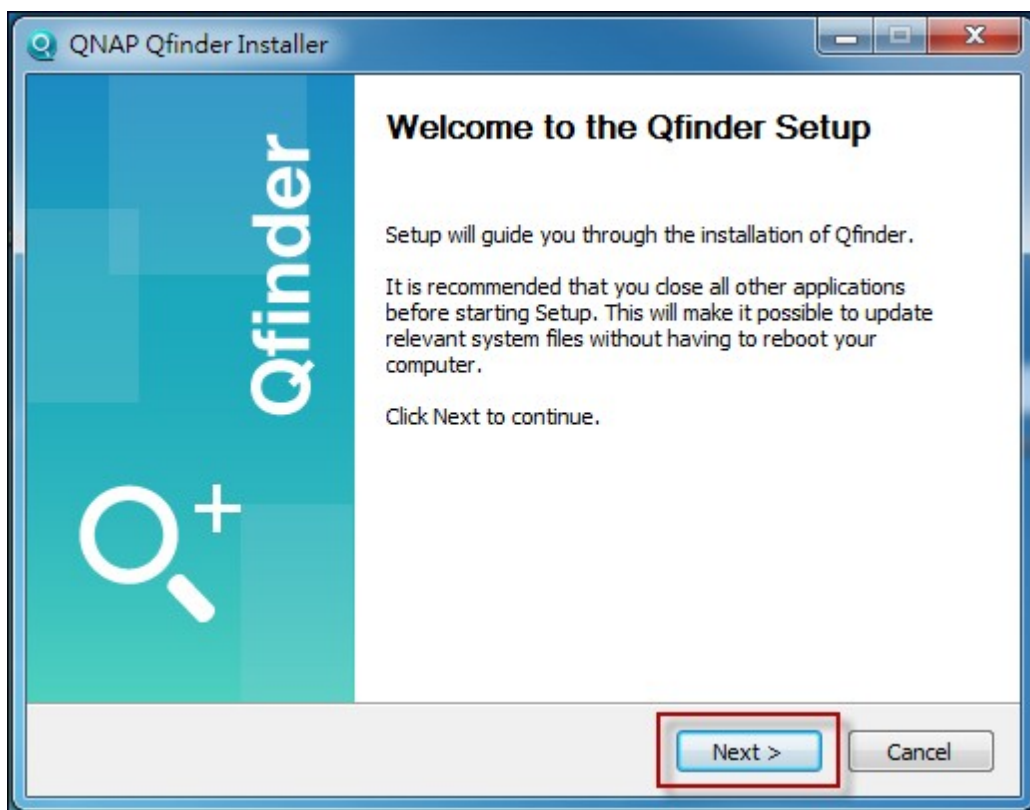 QNAP Qfinder Installer
Qfinder
Welcome to the Qfinder Setup
Setup will guide you through the installation of Qfinder.
It is recommended that you close all other applications
before starting Setup. This will make it possible to update
relevant system files without having to reboot your
computer.
Click Next to continue.
Next >
Cancel